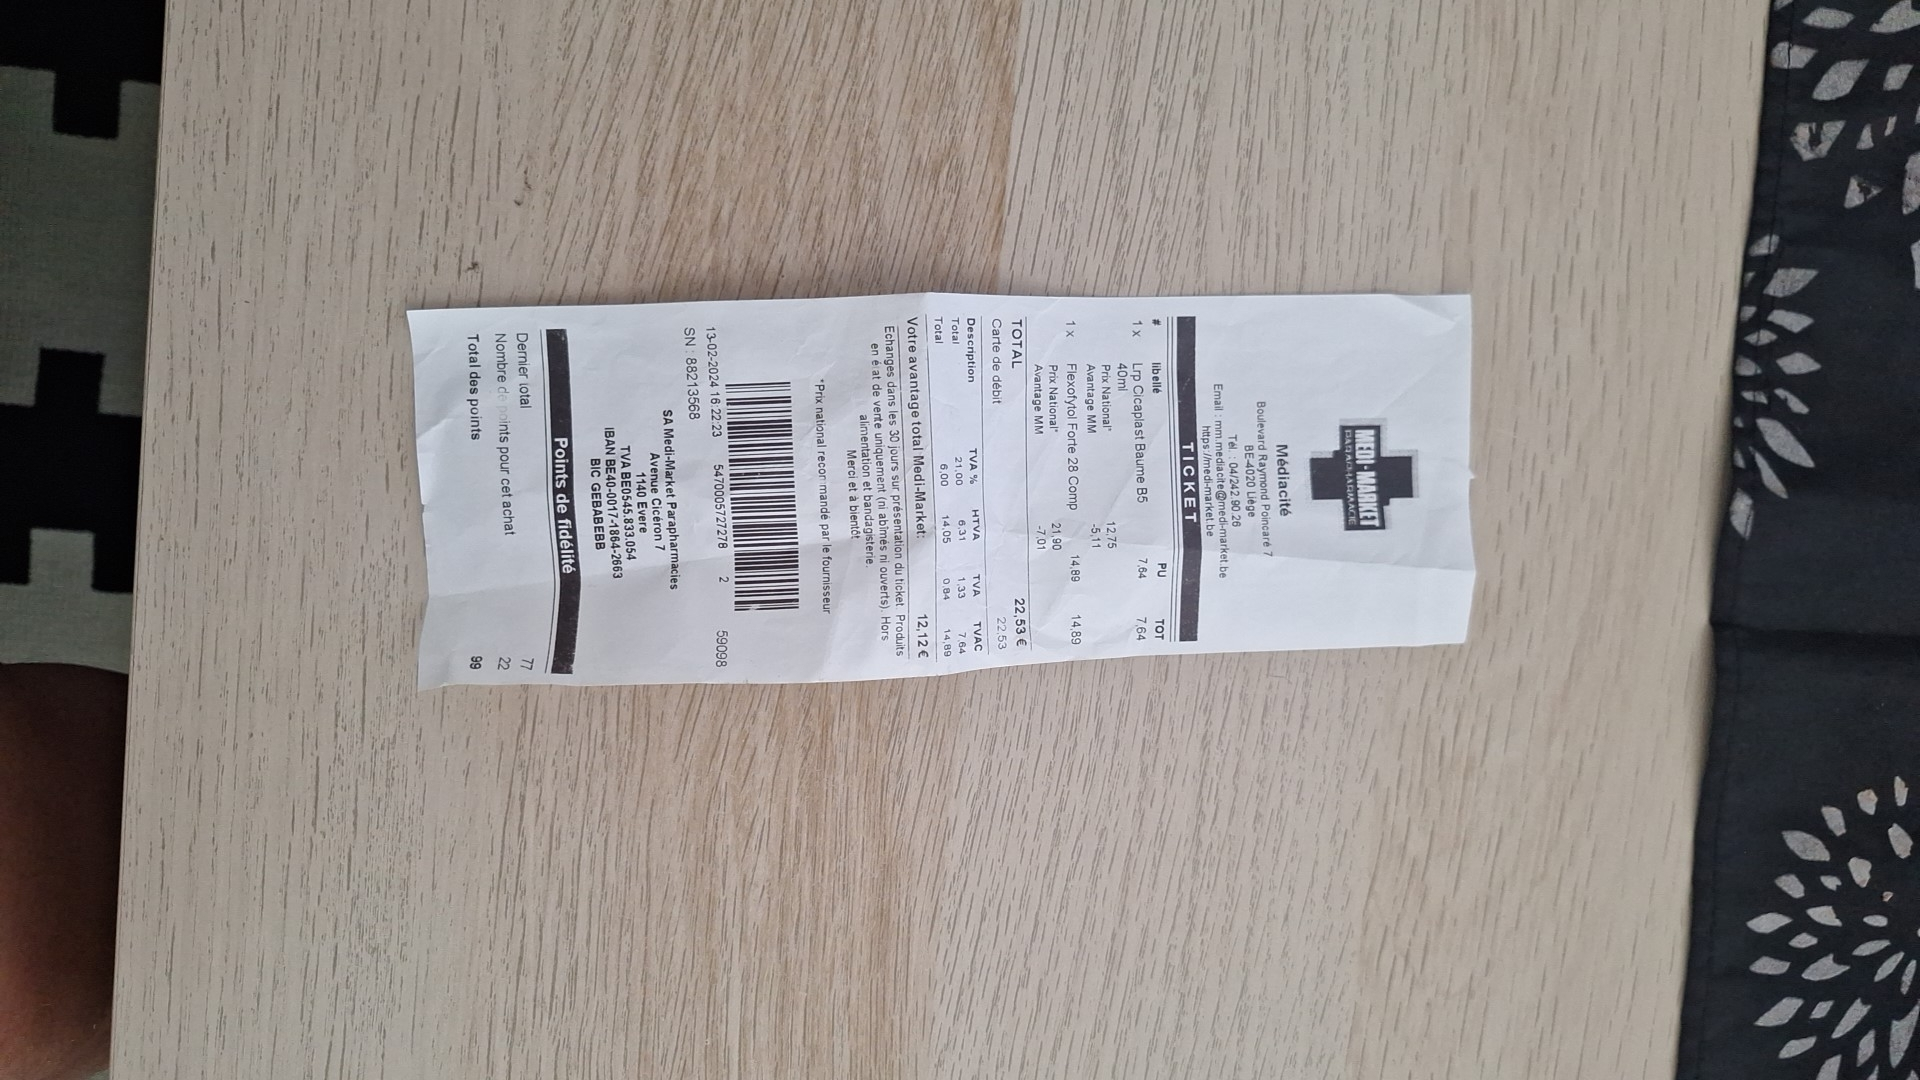 MEDI-MARKET
PARAPHARMACIE
Médiacité
Boulevard Raymond Poincaré 7
BE-4020 Liège
Tél. : 04/242.90.26
Email : mm.mediacite@medi-market.be
https://medi-market.be
TICKET
# libellé PU TOT
1 x Lrp Cicaplast Baume B5 7,64 7,64
40ml
Prix National* 12,75
Avantage MM -5,11
1 x Flexofytol Forte 28 Comp 14,89 14,89
Prix National* 21,90
Avantage MM -7,01
TOTAL 22,53 €
Carte de débit 22,53
Description TVA % HTVA TVA TVAC
Total 21,00 6,31 1,33 7,64
Total 6,00 14,05 0,84 14,89
Votre avantage total Medi-Market: 12,12 €
Echanges dans les 30 jours sur présentation du ticket. Produits
en état de vente uniquement (ni abîmés ni ouverts). Hors
alimentation et bandagisterie.
Merci et à bientôt
*Prix national recommandé par le fournisseur
13-02-2024 16:22:23 5470005727278 2 59098
SN : 88213568
SA Medi-Market Parapharmacies
Avenue Cicéron 7
1140 Evere
TVA BE0545.833.054
IBAN BE40-0017-1864-2663
BIC GEBABEBB
Points de fidélité
Dernier total 77
Nombre de points pour cet achat 22
Total des points 99